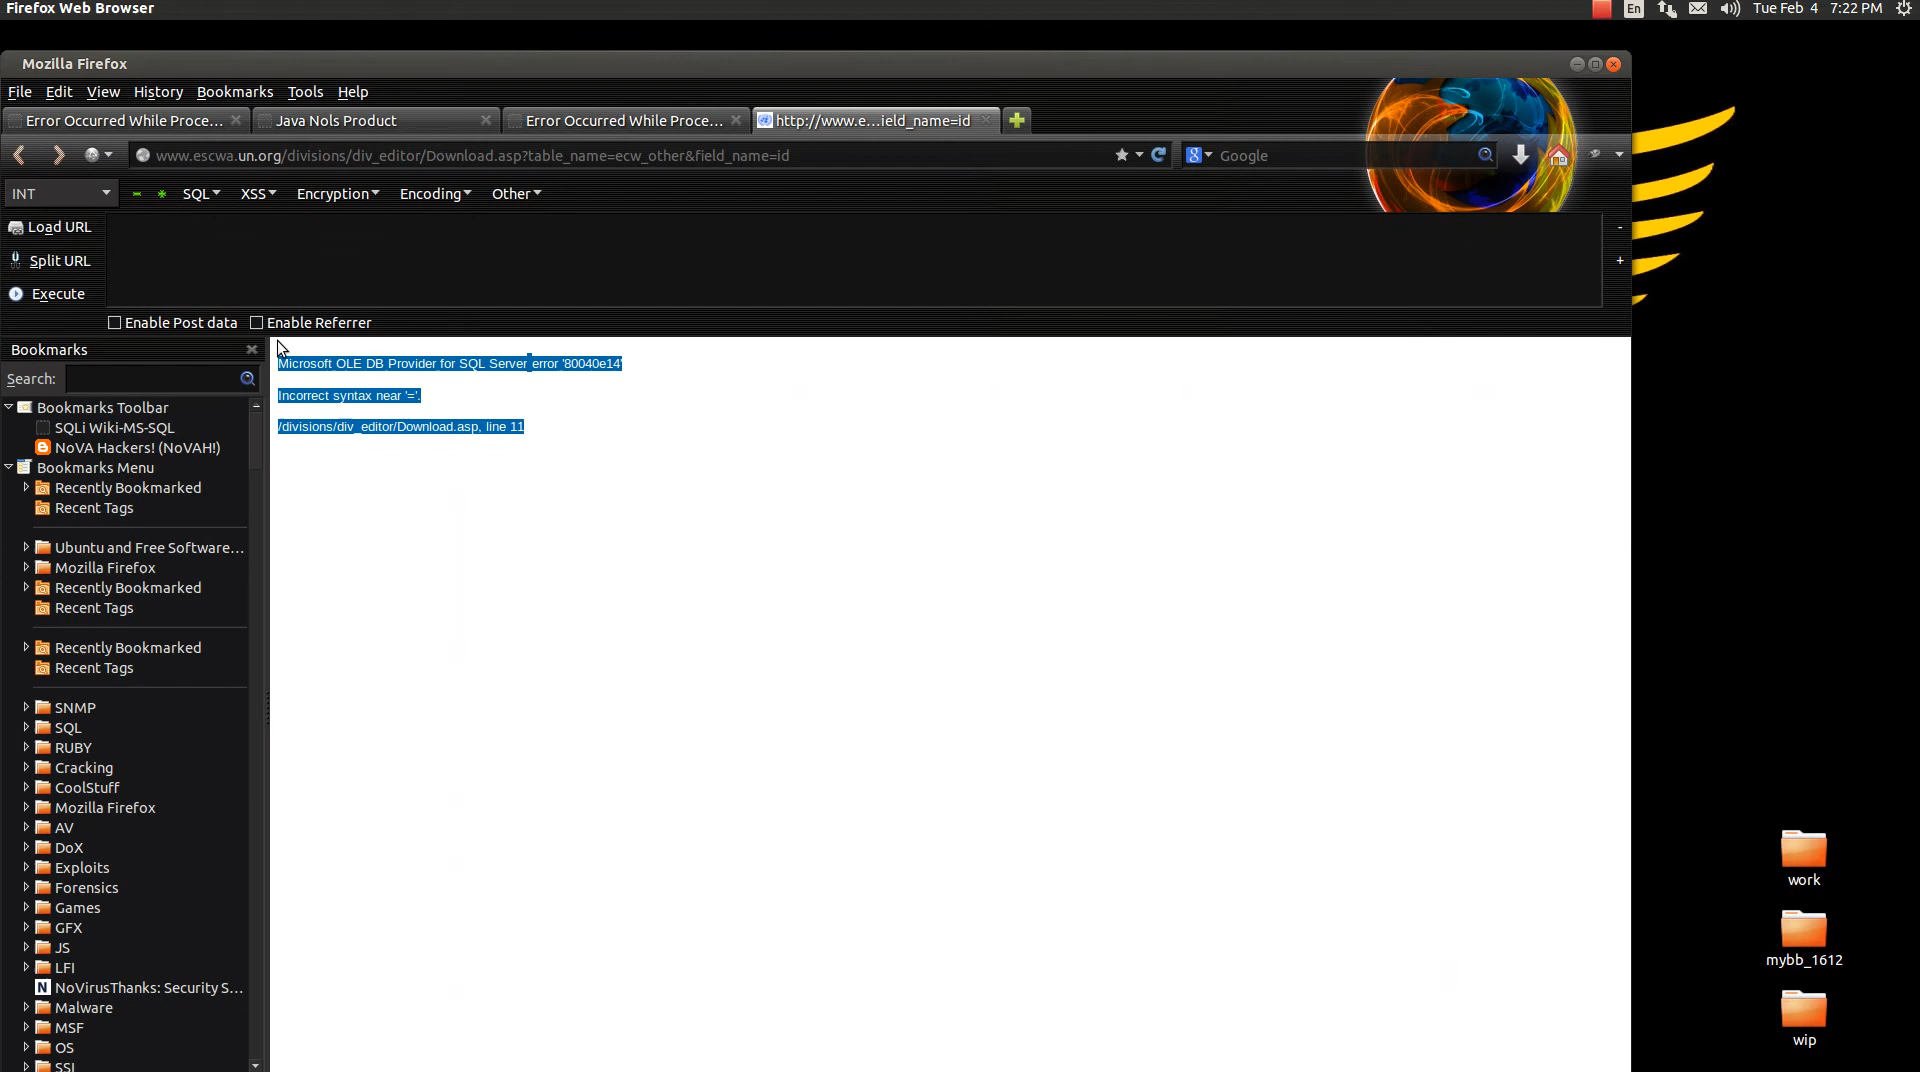 Firefox Web Browser
En
Tue Feb 4 7:22 PM
Mozilla Firefox
File Edit View History Bookmarks Tools Help
Error Occurred While Proce...
Java Nols Product
Error Occurred While Proce...
http://www.e...ield_name=id
www.escwa.un.org/divisions/div_editor/Download.asp?table_name=ecw_other&field_name=id
Google
INT
SQL XSS Encryption Encoding Other
Load URL
Split URL
Execute
Enable Post data Enable Referrer
Bookmarks
Search:
Bookmarks Toolbar
SQLi Wiki-MS-SQL
NoVA Hackers! (NoVAH!)
Bookmarks Menu
Recently Bookmarked
Recent Tags
Ubuntu and Free Software...
Mozilla Firefox
Recently Bookmarked
Recent Tags
Recently Bookmarked
Recent Tags
SNMP
SQL
RUBY
Cracking
CoolStuff
Mozilla Firefox
AV
DoX
Exploits
Forensics
Games
GFX
JS
LFI
NoVirusThanks: Security S...
Malware
MSF
OS
SSI
Microsoft OLE DB Provider for SQL Server error '80040e14'
Incorrect syntax near '='.
/divisions/div_editor/Download.asp, line 11
work
mybb_1612
wip